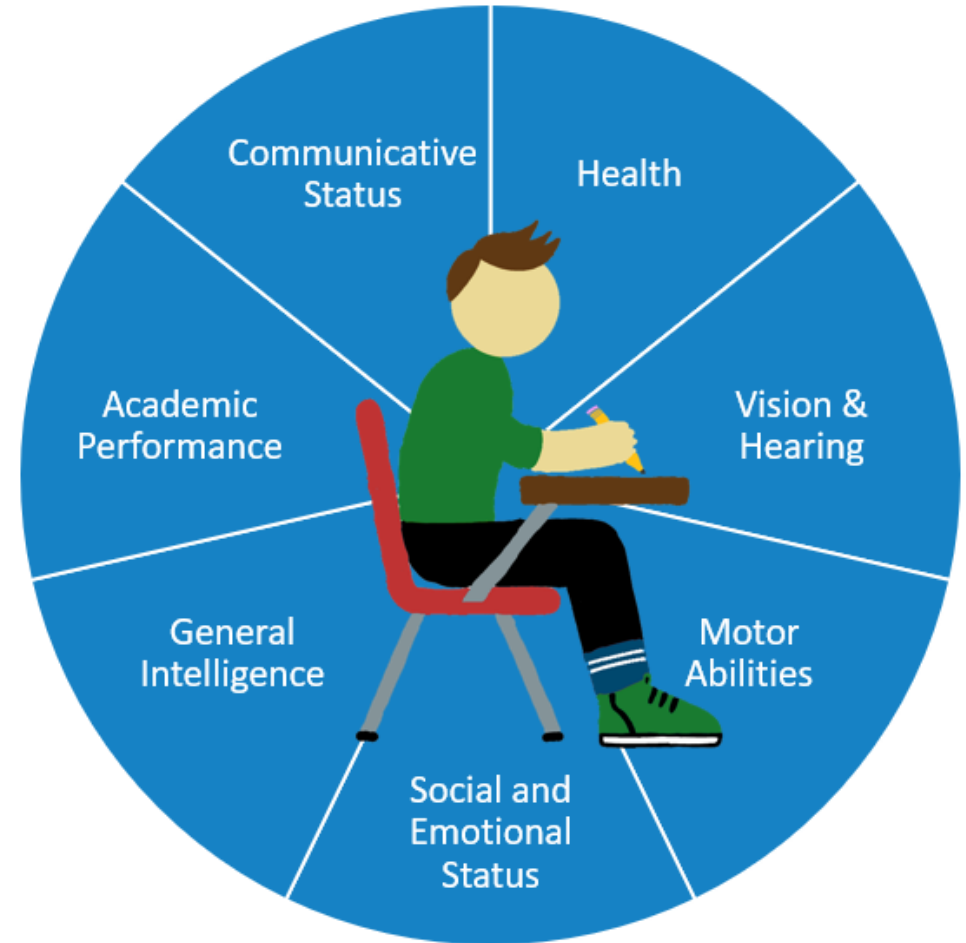 Communicative
Status
Health
Vision &
Hearing
Motor
Abilities
Social and
Emotional
Status
General
Intelligence
Academic
Performance